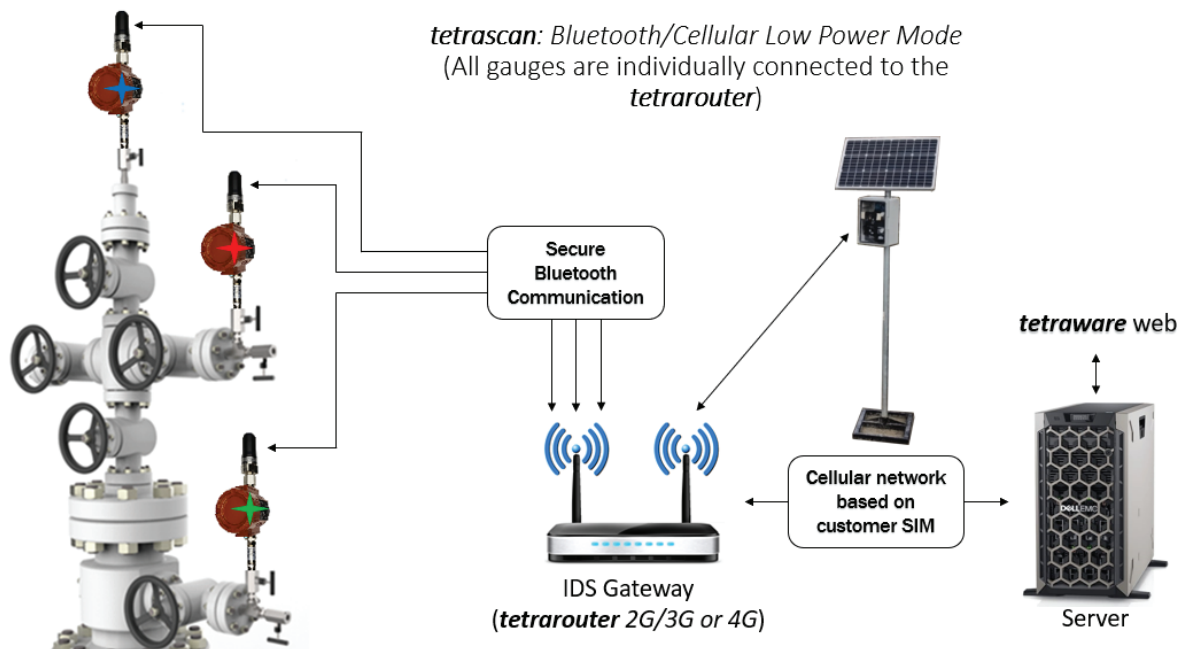 tetrascan: Bluetooth/Cellular Low Power Mode
(All gauges are individually connected to the
tetrarouter)
Secure
Bluetooth
Communication
tetraware web
Cellular network
based on
customer SIM
DELLEMC
IDS Gateway
(tetrarouter 2G/3G or 4G)
Server